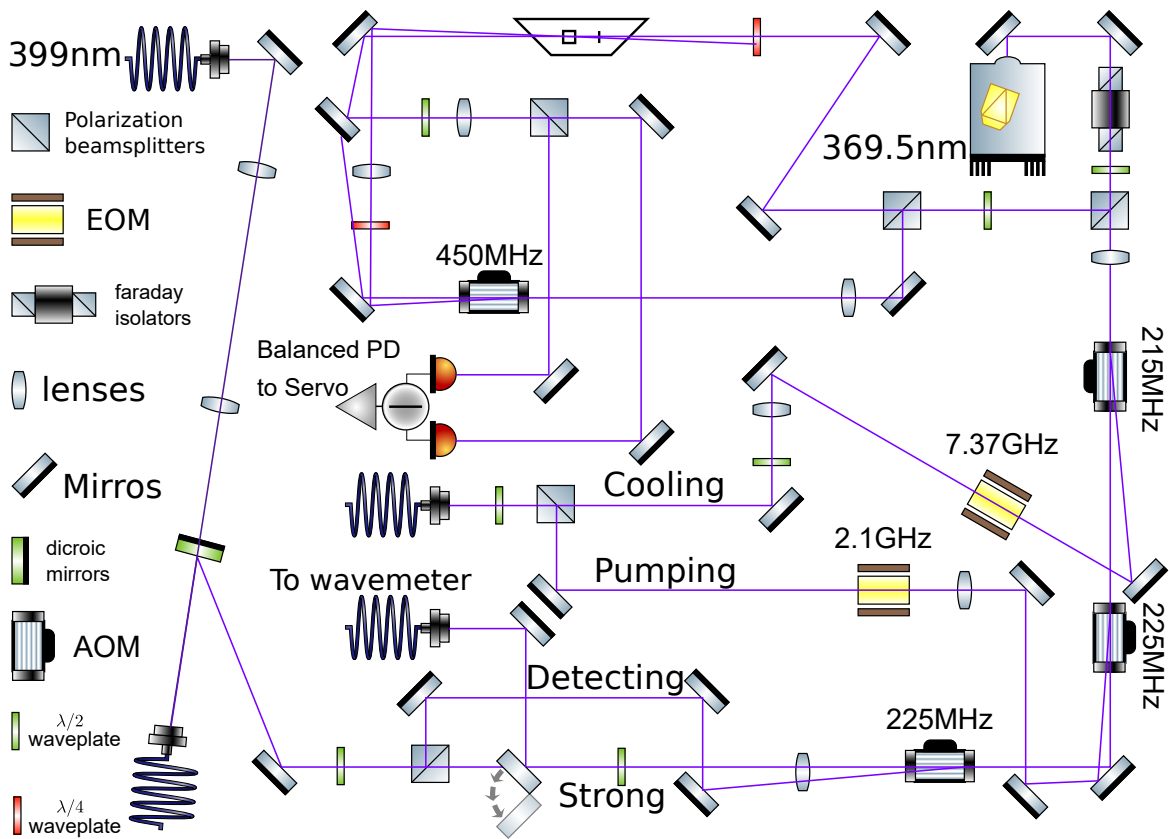 399nm
Polarization
beamsplitters
EOM
faraday
isolators
lenses
Mirros
dicroic
mirrors
AOM
λ/2
waveplate
λ/4
waveplate
369.5nm
450MHz
Balanced PD
to Servo
215MHz
7.37GHz
Cooling
2.1GHz
Pumping
To wavemeter
225MHz
Detecting
225MHz
Strong